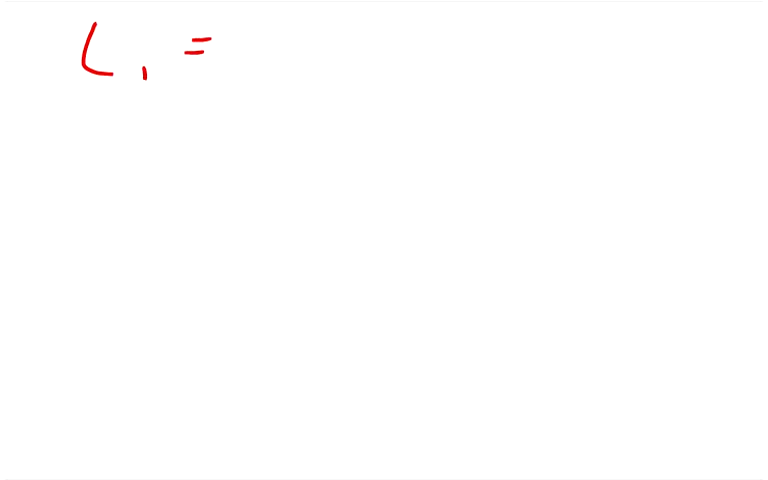 L₁ =